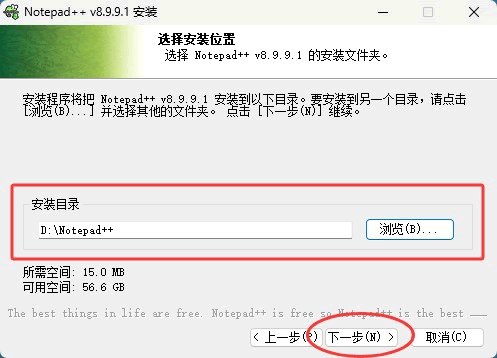 Notepad++ v8.9.9.1 安装
选择安装位置
选择 Notepad++ v8.9.9.1 的安装文件夹。
安装程序将把 Notepad++ v8.9.9.1 安装到以下目录。要安装到另一个目录，请点击
[浏览(B)...] 并选择其他的文件夹。 点击 [下一步(N)] 继续。
安装目录
D:\Notepad++
浏览(B)...
所需空间: 15.0 MB
可用空间: 56.6 GB
The best things in life are free. Notepad++ is free so Notepad++ is the best
< 上一步(P)
下一步(N) >
取消(C)